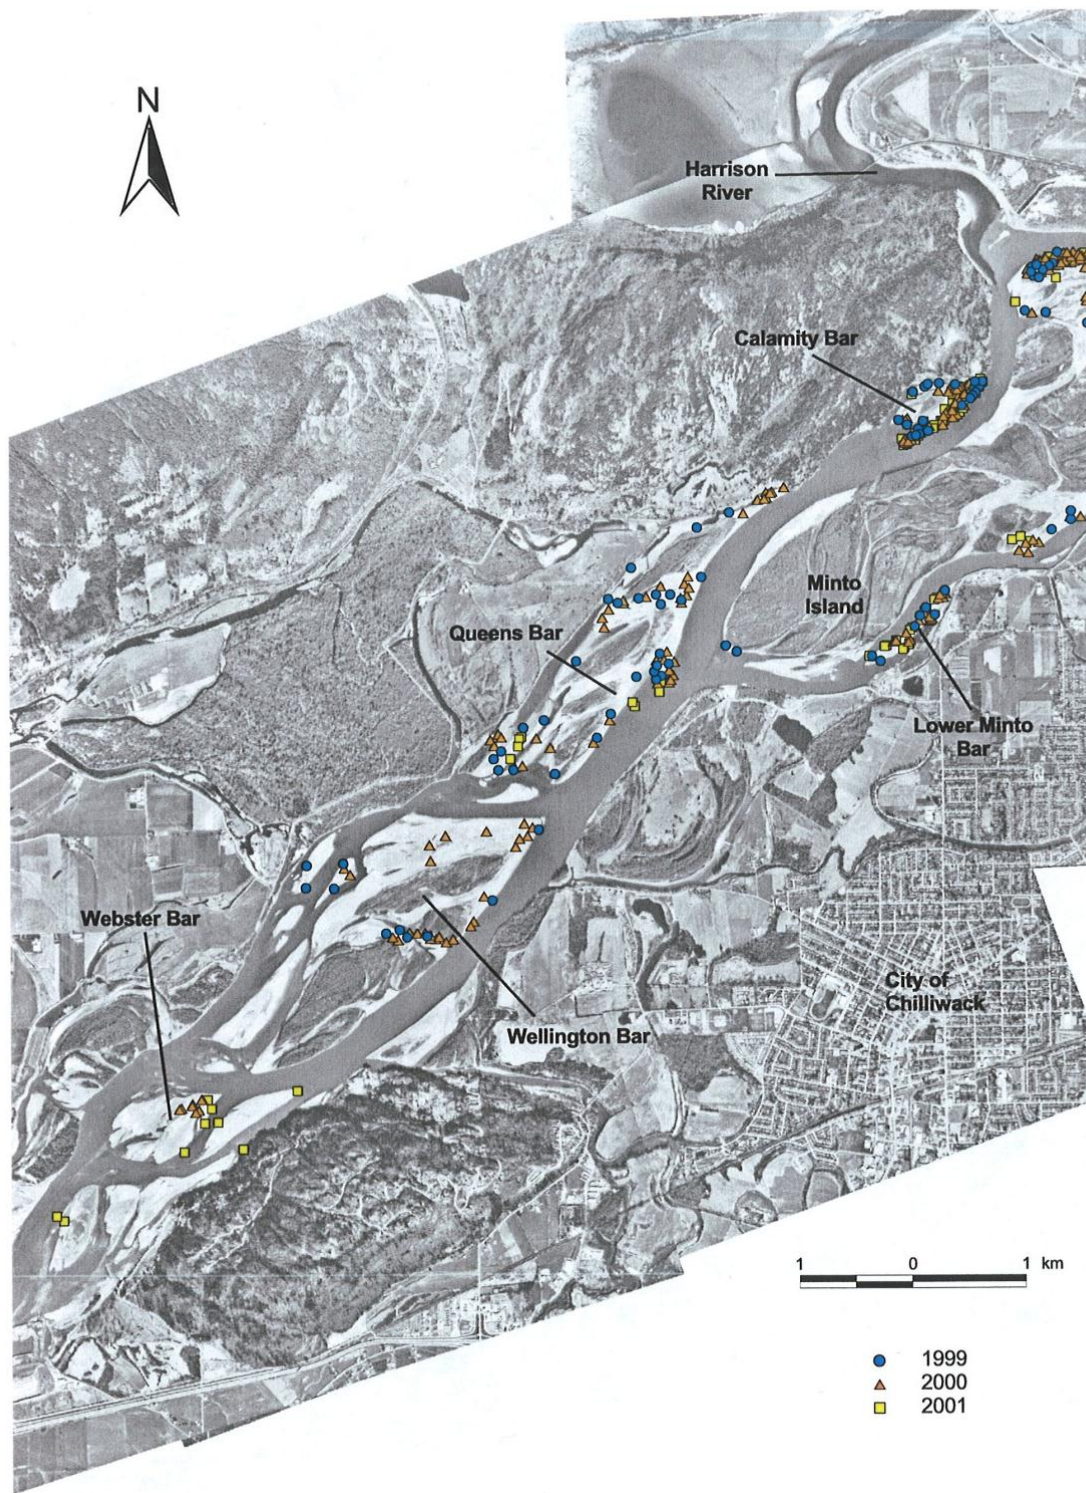 N
Harrison
River
Calamity Bar
Minto
Island
Queens Bar
Lower Minto
Bar
Webster Bar
City of
Chilliwack
Wellington Bar
1 0 1 km
1999
2000
2001